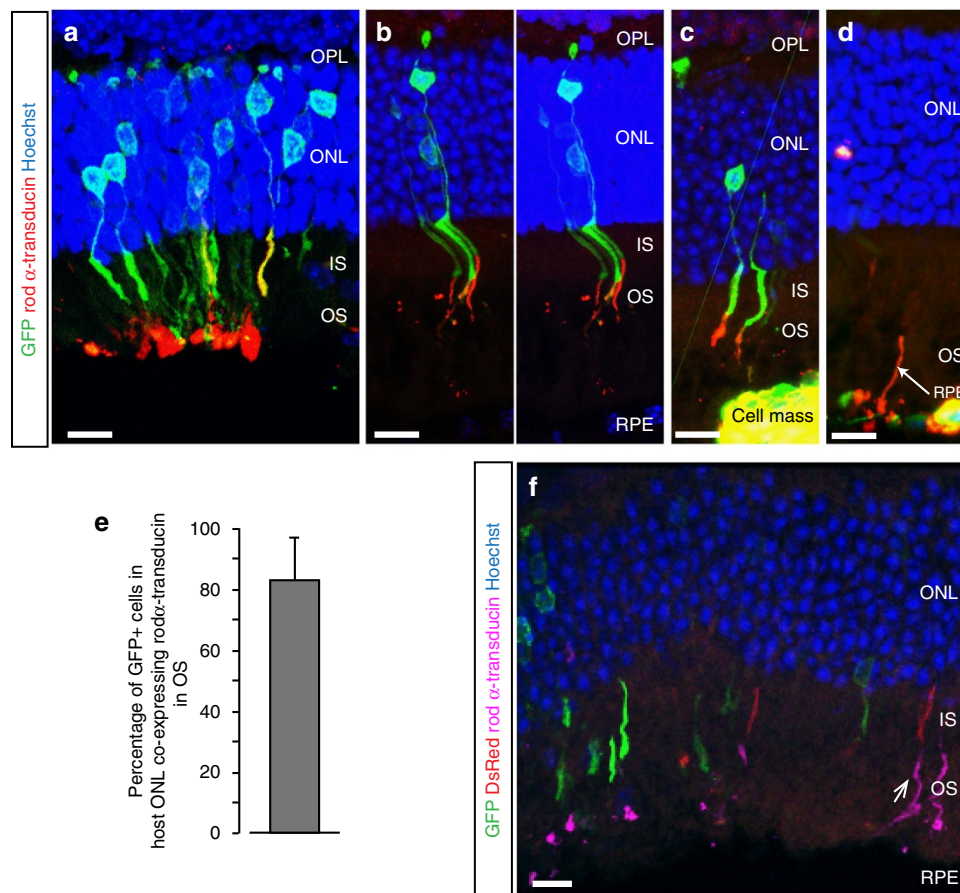 GFP rod α-transducin Hoechst
a
OPL
ONL
IS
OS
b
OPL
ONL
IS
OS
RPE
c
OPL
ONL
IS
OS
Cell mass
d
ONL
OS
RPE
e
Percentage of GFP+ cells in
host ONL co-expressing rodα-transducin
in OS
100
80
60
40
20
0
GFP DsRed rod α-transducin Hoechst
f
ONL
IS
OS
RPE